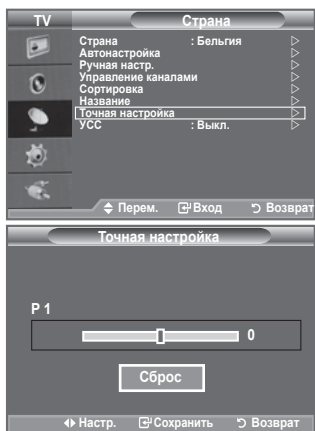 TV Страна
Страна : Бельгия
Автонастройка
Ручная настр.
Управление каналами
Сортировка
Название
Точная настройка
УСС : Выкл.
Перем. Вход Возврат
Точная настройка
P 1
0
Сброс
Настр. Сохранить Возврат